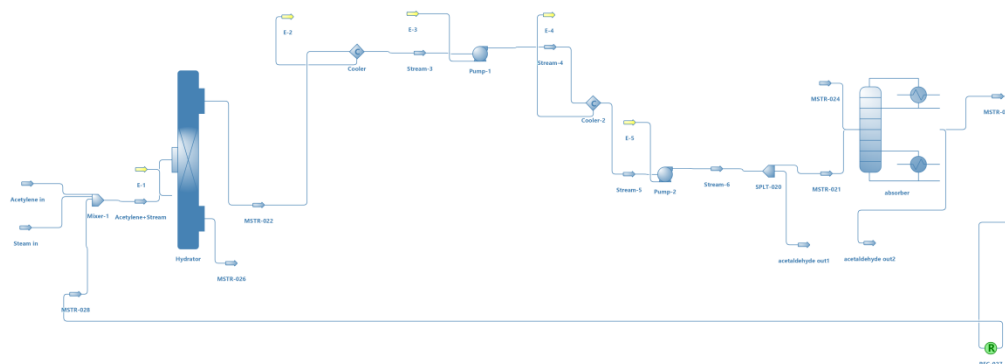 E-2
E-3
E-4
C
Cooler
Stream-3
Pump-1
Stream-4
MSTR-024
C
Cooler-2
E-5
absorber
Stream-5
Pump-2
Stream-6
SPLT-020
MSTR-021
E-1
Acetylene in
Mixer-1
Acetylene+Stream
MSTR-022
Steam in
Hydrator
MSTR-026
acetaldehyde out1
acetaldehyde out2
MSTR-028
R